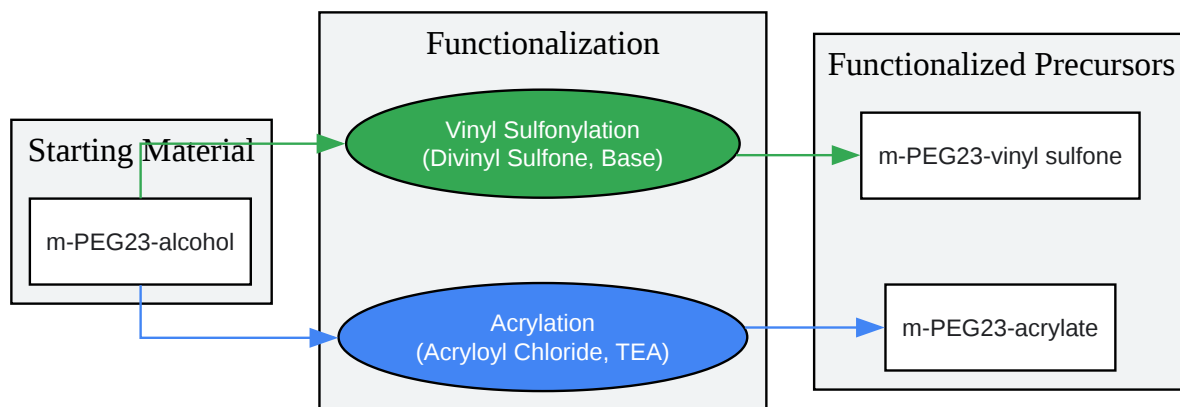 Starting Material
m-PEG23-alcohol
Functionalization
Vinyl Sulfonylation
(Divinyl Sulfone, Base)
Acrylation
(Acryloyl Chloride, TEA)
Functionalized Precursors
m-PEG23-vinyl sulfone
m-PEG23-acrylate